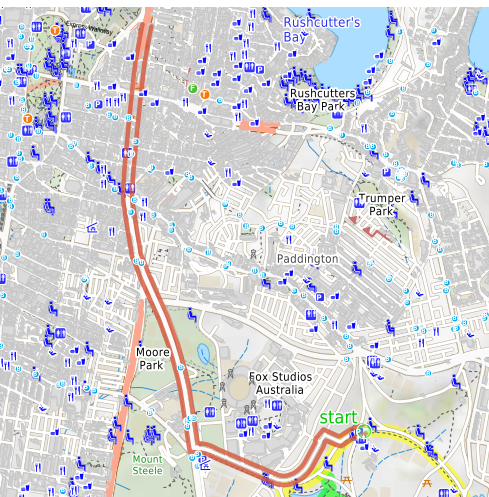 Rushcutter's
Bay
Rushcutters
Bay Park
Trumper
Park
Paddington
Moore
Park
Fox Studios
Australia
start
Mount
Steele